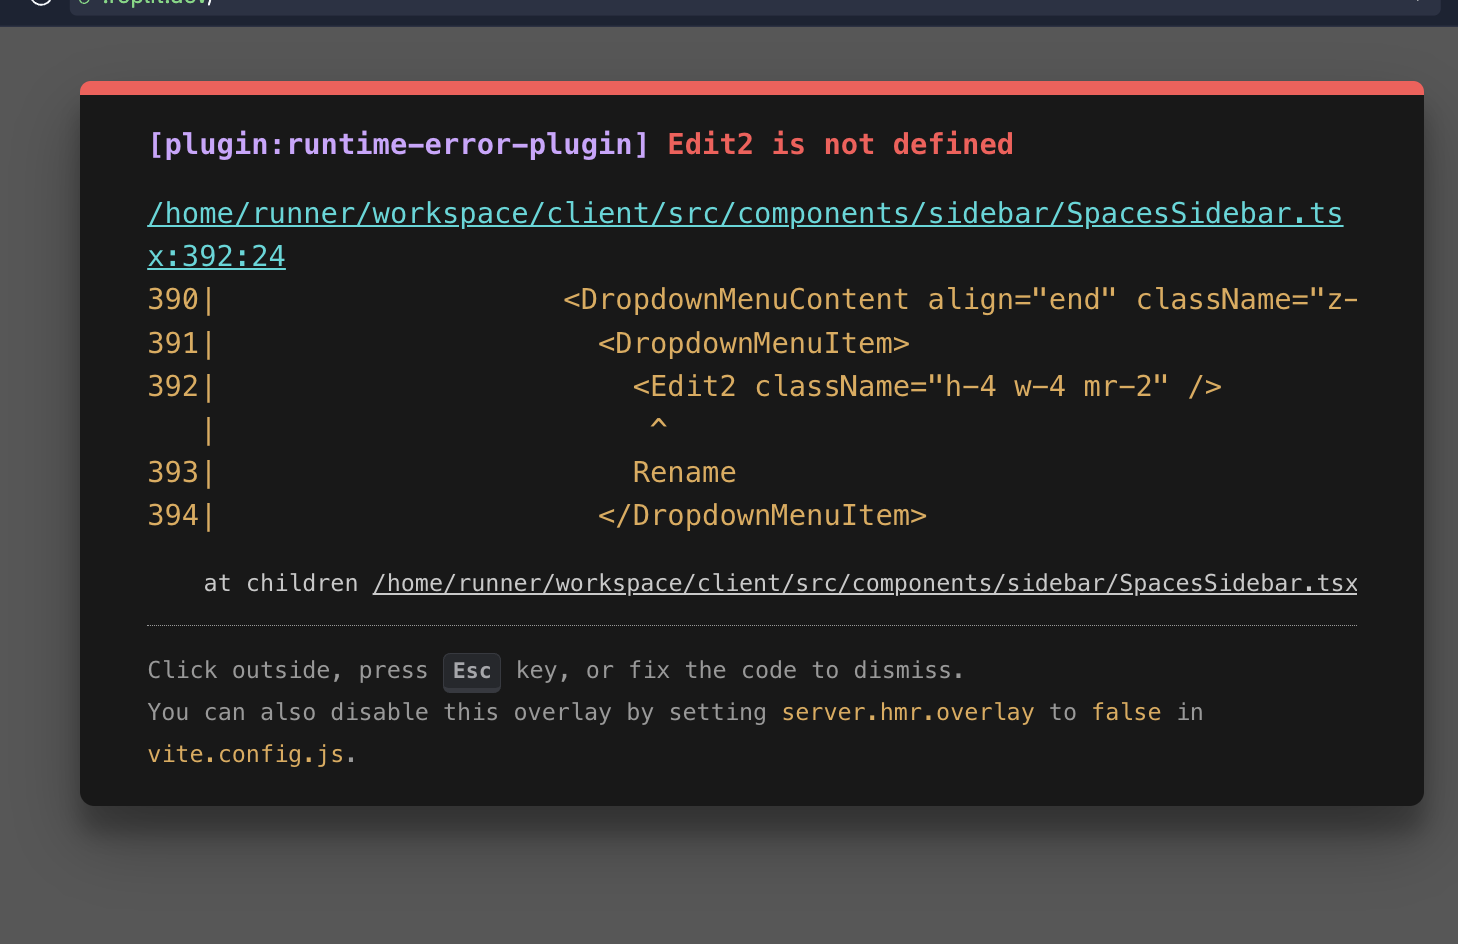 [plugin:runtime-error-plugin] Edit2 is not defined
/home/runner/workspace/client/src/components/sidebar/SpacesSidebar.ts
x:392:24
390|                    <DropdownMenuContent align="end" className="z-
391|                      <DropdownMenuItem>
392|                        <Edit2 className="h-4 w-4 mr-2" />
   |                         ^
393|                        Rename
394|                      </DropdownMenuItem>
at children /home/runner/workspace/client/src/components/sidebar/SpacesSidebar.tsx
Click outside, press Esc key, or fix the code to dismiss.
You can also disable this overlay by setting server.hmr.overlay to false in
vite.config.js.